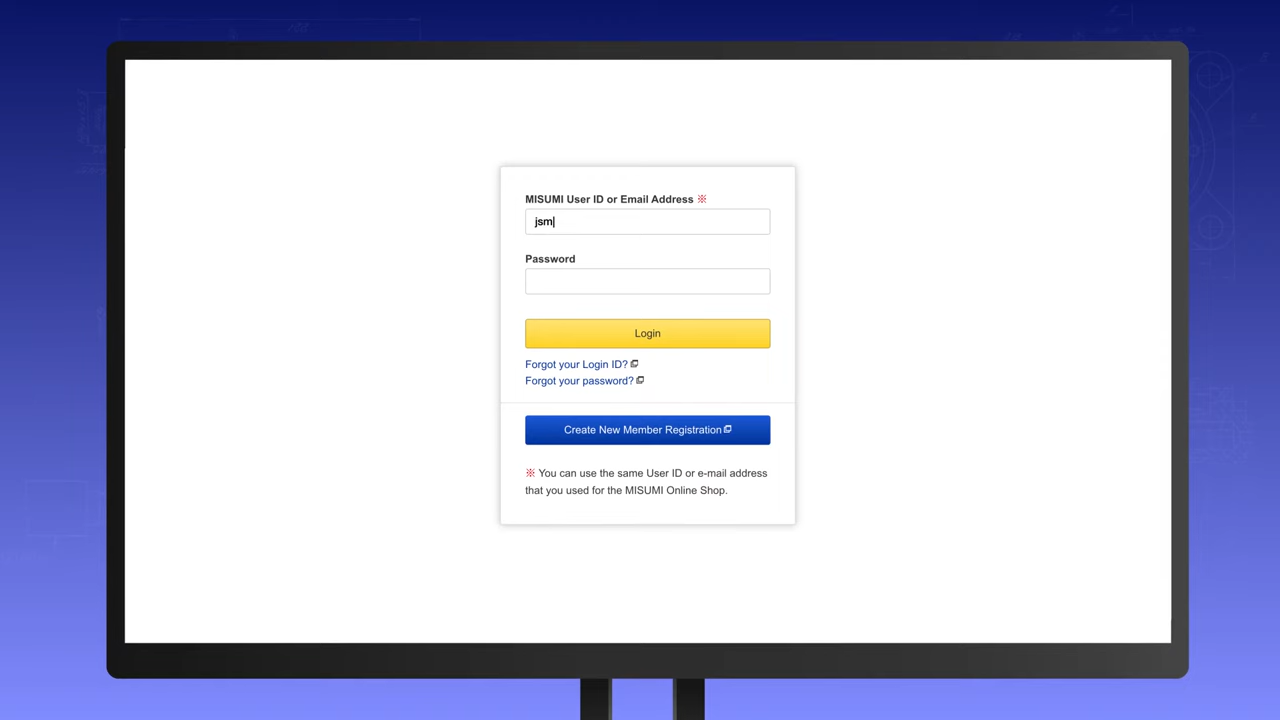 MISUMI User ID or Email Address ※
jsm
Password
Login
Forgot your Login ID?
Forgot your password?
Create New Member Registration
※ You can use the same User ID or e-mail address
that you used for the MISUMI Online Shop.